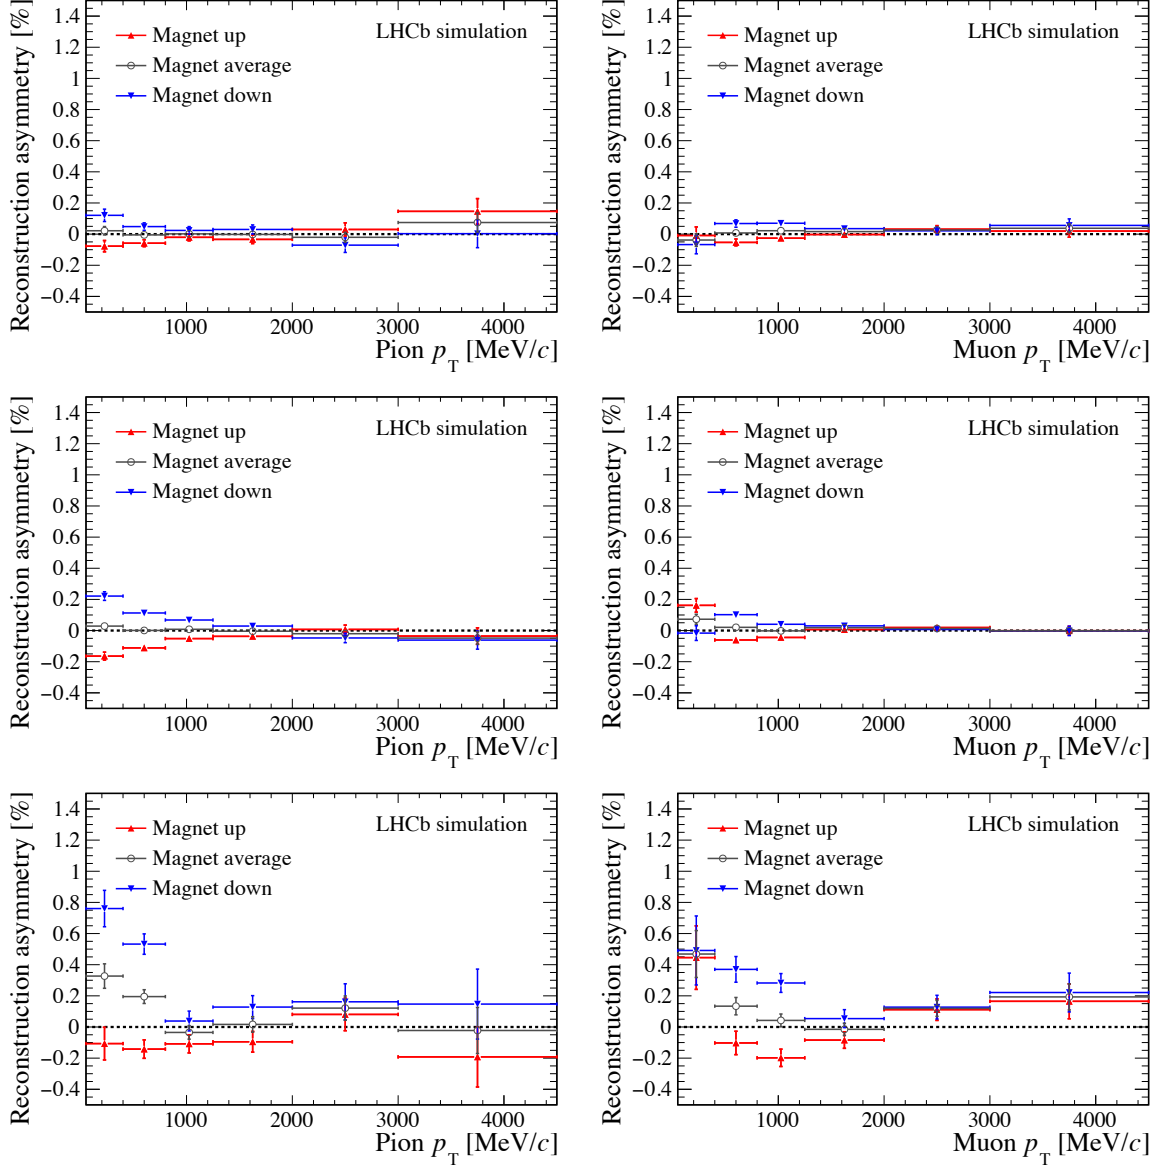 Reconstruction asymmetry [%]
1.4
1.2
1
0.8
0.6
0.4
0.2
0
−0.2
−0.4
Magnet up
Magnet average
Magnet down
LHCb simulation
1000 2000 3000 4000
Pion pT [MeV/c]
Reconstruction asymmetry [%]
1.4
1.2
1
0.8
0.6
0.4
0.2
0
−0.2
−0.4
Magnet up
Magnet average
Magnet down
LHCb simulation
1000 2000 3000 4000
Muon pT [MeV/c]
Reconstruction asymmetry [%]
1.4
1.2
1
0.8
0.6
0.4
0.2
0
−0.2
−0.4
Magnet up
Magnet average
Magnet down
LHCb simulation
1000 2000 3000 4000
Pion pT [MeV/c]
Reconstruction asymmetry [%]
1.4
1.2
1
0.8
0.6
0.4
0.2
0
−0.2
−0.4
Magnet up
Magnet average
Magnet down
LHCb simulation
1000 2000 3000 4000
Muon pT [MeV/c]
Reconstruction asymmetry [%]
1.4
1.2
1
0.8
0.6
0.4
0.2
0
−0.2
−0.4
Magnet up
Magnet average
Magnet down
LHCb simulation
1000 2000 3000 4000
Pion pT [MeV/c]
Reconstruction asymmetry [%]
1.4
1.2
1
0.8
0.6
0.4
0.2
0
−0.2
−0.4
Magnet up
Magnet average
Magnet down
LHCb simulation
1000 2000 3000 4000
Muon pT [MeV/c]